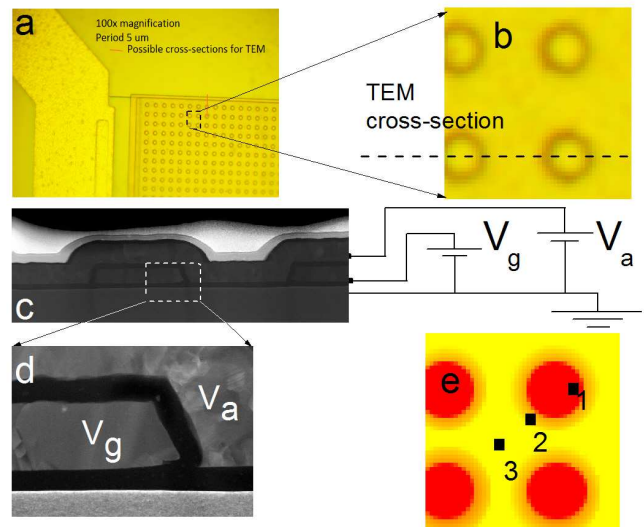 a
100x magnification
Period 5 um
Possible cross-sections for TEM
b
TEM
cross-section
c
Vg
Va
d
Vg
Va
e
1
2
3